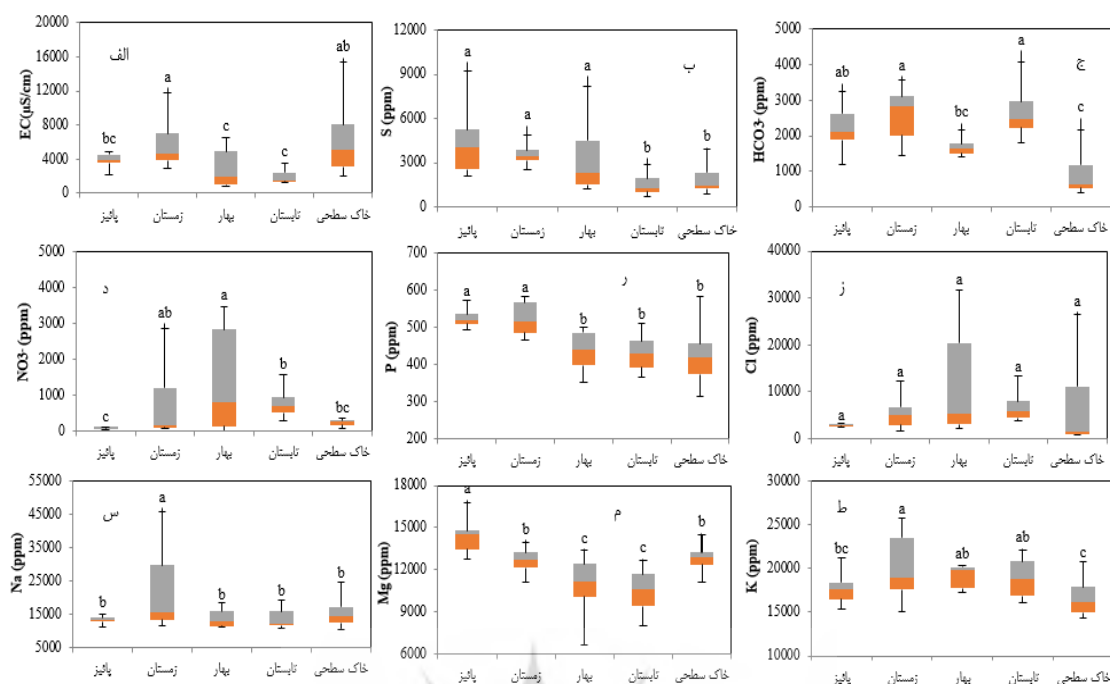 EC(µS/cm)
20000
16000
12000
8000
4000
0
الف
bc
a
c
c
ab
پائیز
زمستان
بهار
تابستان
خاک سطحی
S (ppm)
12000
9000
6000
3000
0
ب
a
a
a
b
b
پائیز
زمستان
بهار
تابستان
خاک سطحی
HCO3- (ppm)
5000
4000
3000
2000
1000
0
ج
ab
a
bc
a
c
پائیز
زمستان
بهار
تابستان
خاک سطحی
NO3- (ppm)
5000
4000
3000
2000
1000
0
د
c
ab
a
b
bc
پائیز
زمستان
بهار
تابستان
خاک سطحی
P (ppm)
700
600
500
400
300
200
ر
a
a
b
b
b
پائیز
زمستان
بهار
تابستان
خاک سطحی
Cl (ppm)
40000
30000
20000
10000
0
ز
a
a
a
a
a
پائیز
زمستان
بهار
تابستان
خاک سطحی
Na (ppm)
55000
45000
35000
25000
15000
5000
س
b
a
b
b
b
پائیز
زمستان
بهار
تابستان
خاک سطحی
Mg (ppm)
18000
15000
12000
9000
6000
م
a
b
c
c
b
پائیز
زمستان
بهار
تابستان
خاک سطحی
K (ppm)
30000
25000
20000
15000
10000
ط
bc
a
ab
ab
c
پائیز
زمستان
بهار
تابستان
خاک سطحی